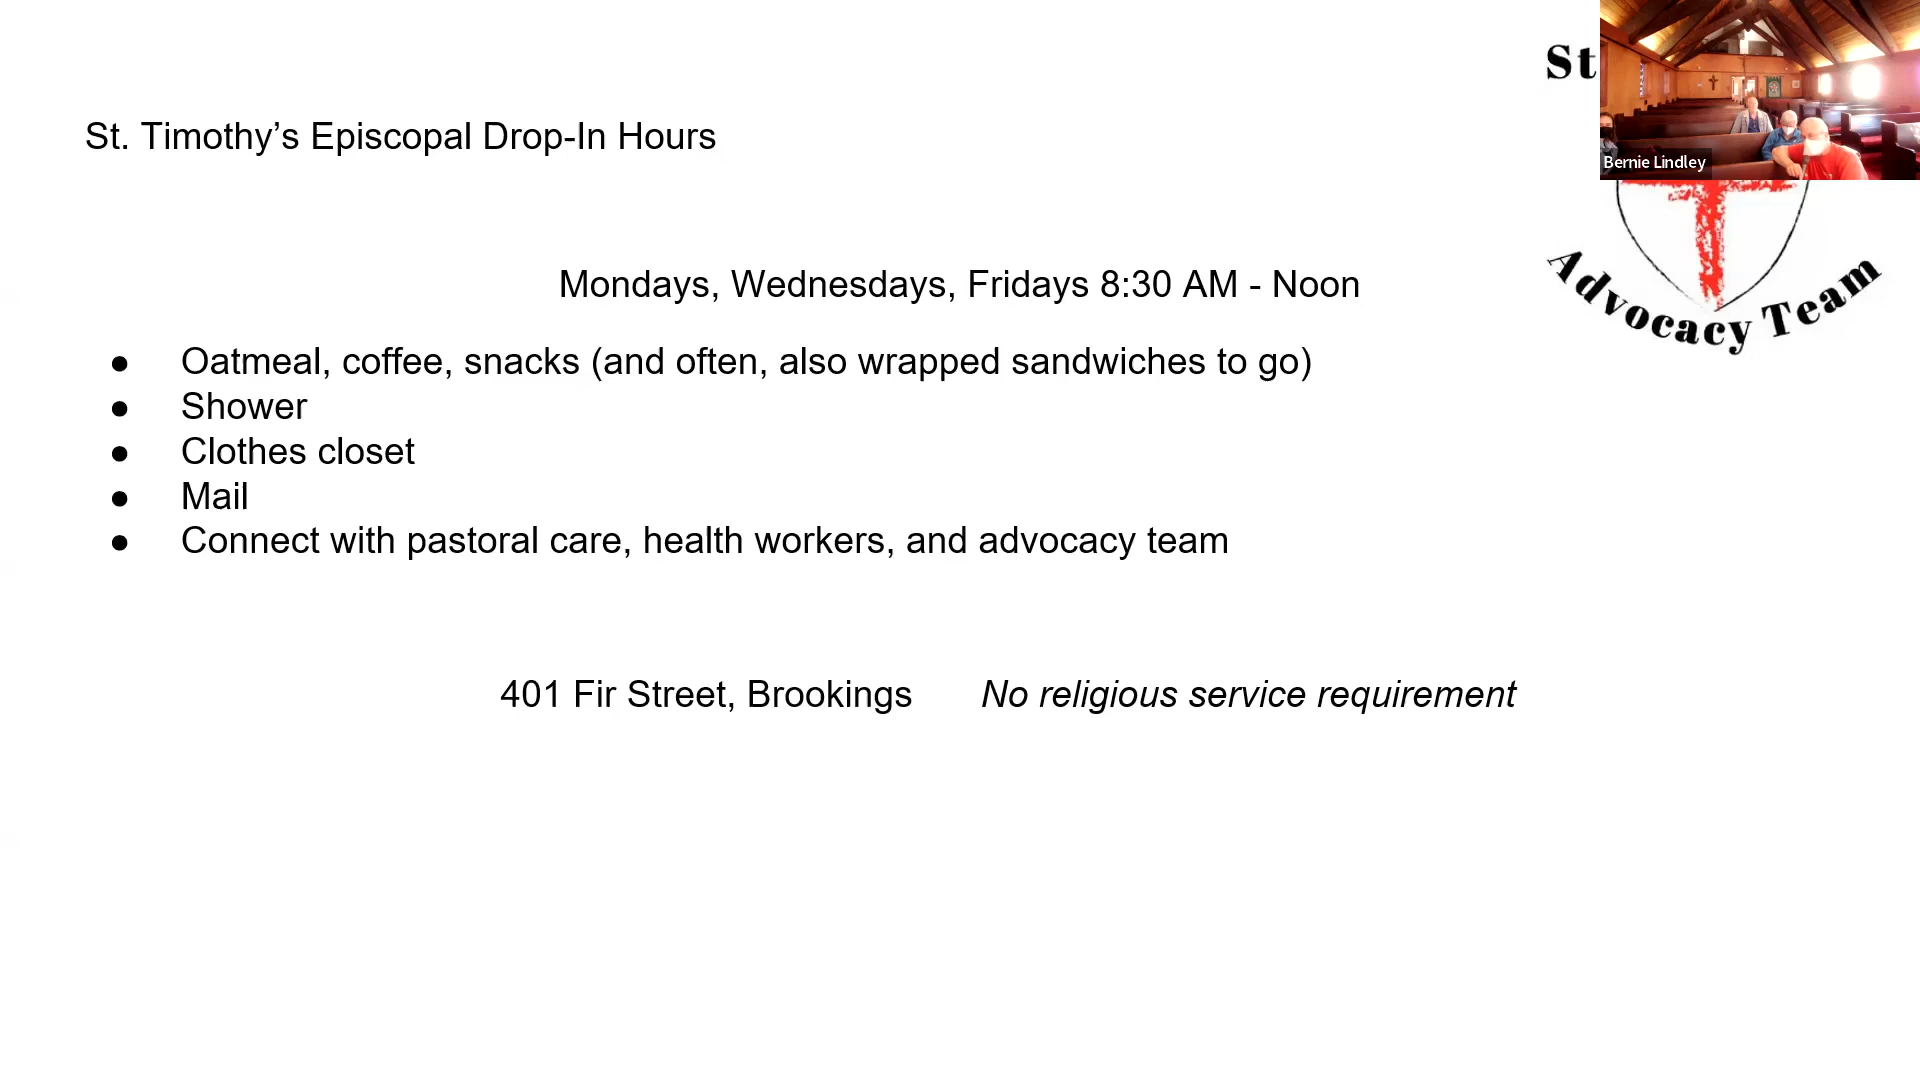 St
St. Timothy’s Episcopal Drop-In Hours
Bernie Lindley
Mondays, Wednesdays, Fridays 8:30 AM - Noon
Advocacy Team
● Oatmeal, coffee, snacks (and often, also wrapped sandwiches to go)
● Shower
● Clothes closet
● Mail
● Connect with pastoral care, health workers, and advocacy team
401 Fir Street, Brookings No religious service requirement